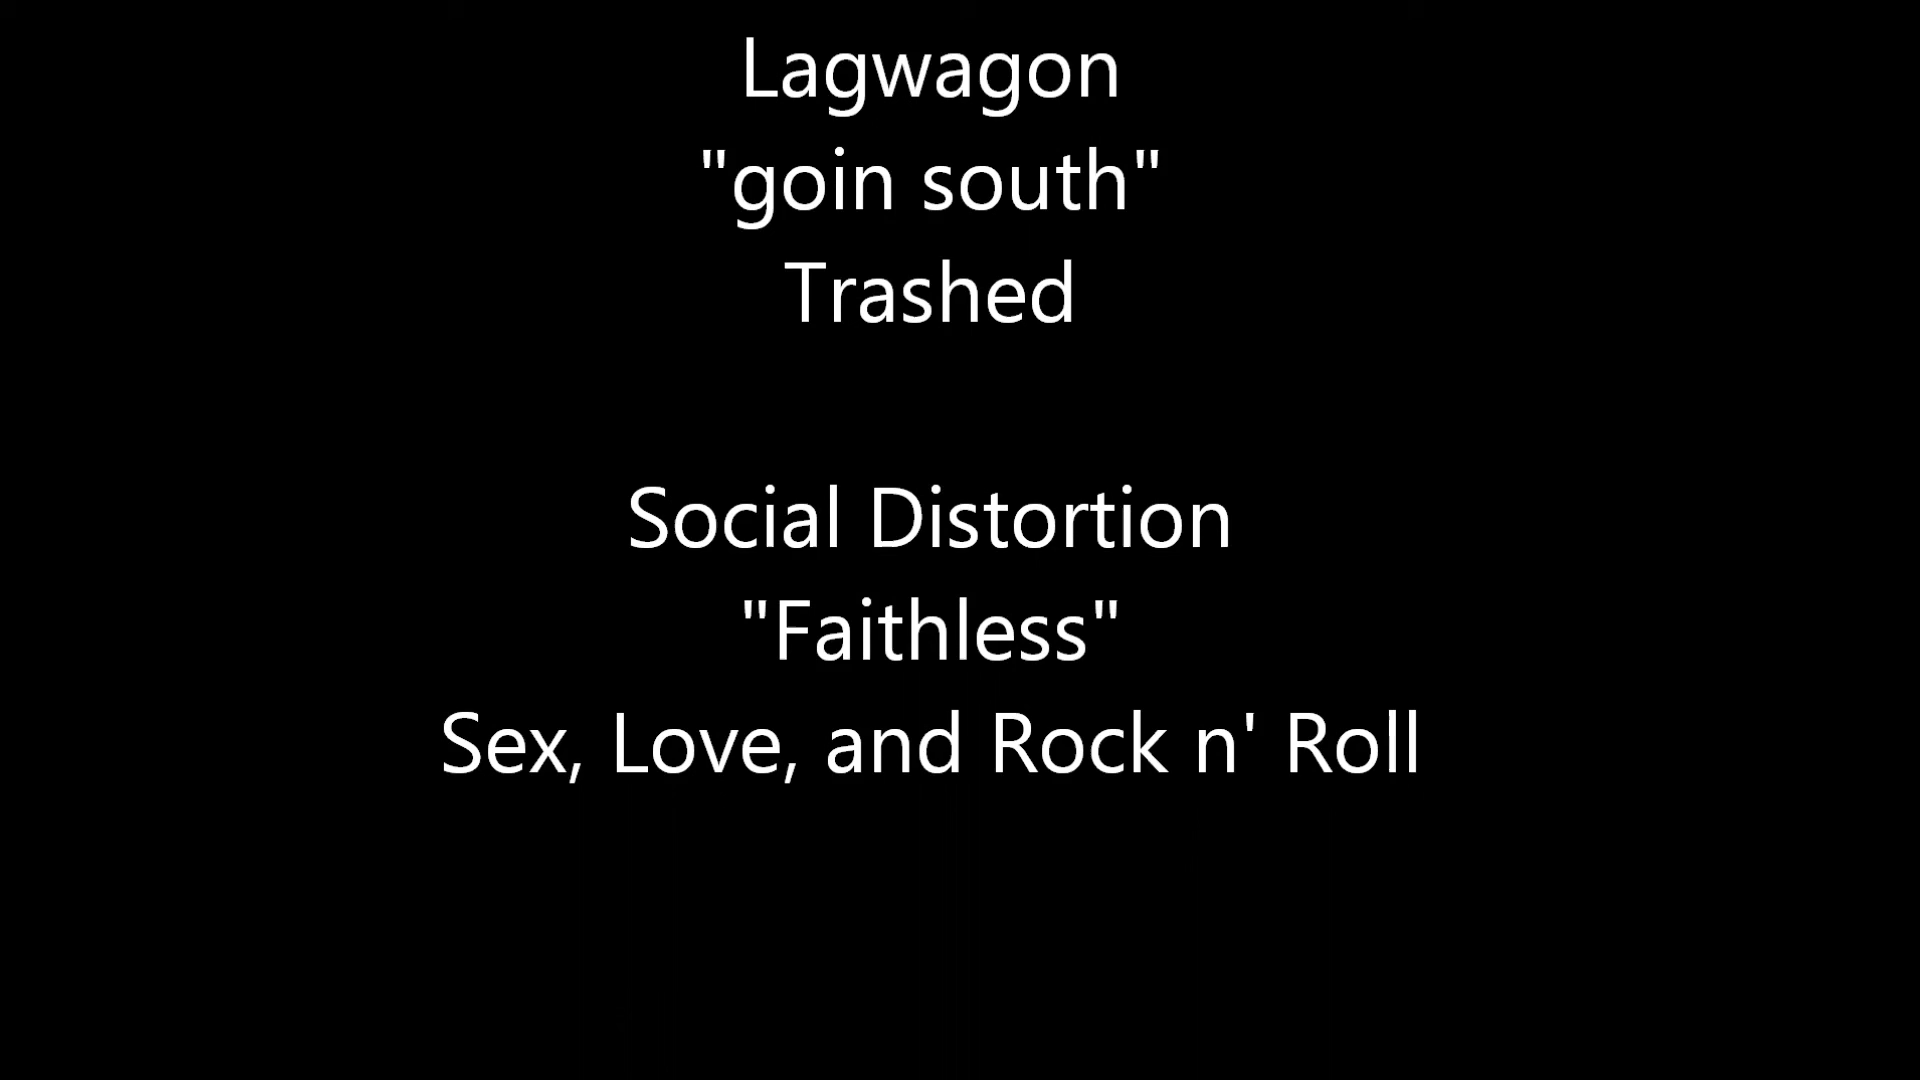 Lagwagon
"goin south"
Trashed
Social Distortion
"Faithless"
Sex, Love, and Rock n' Roll